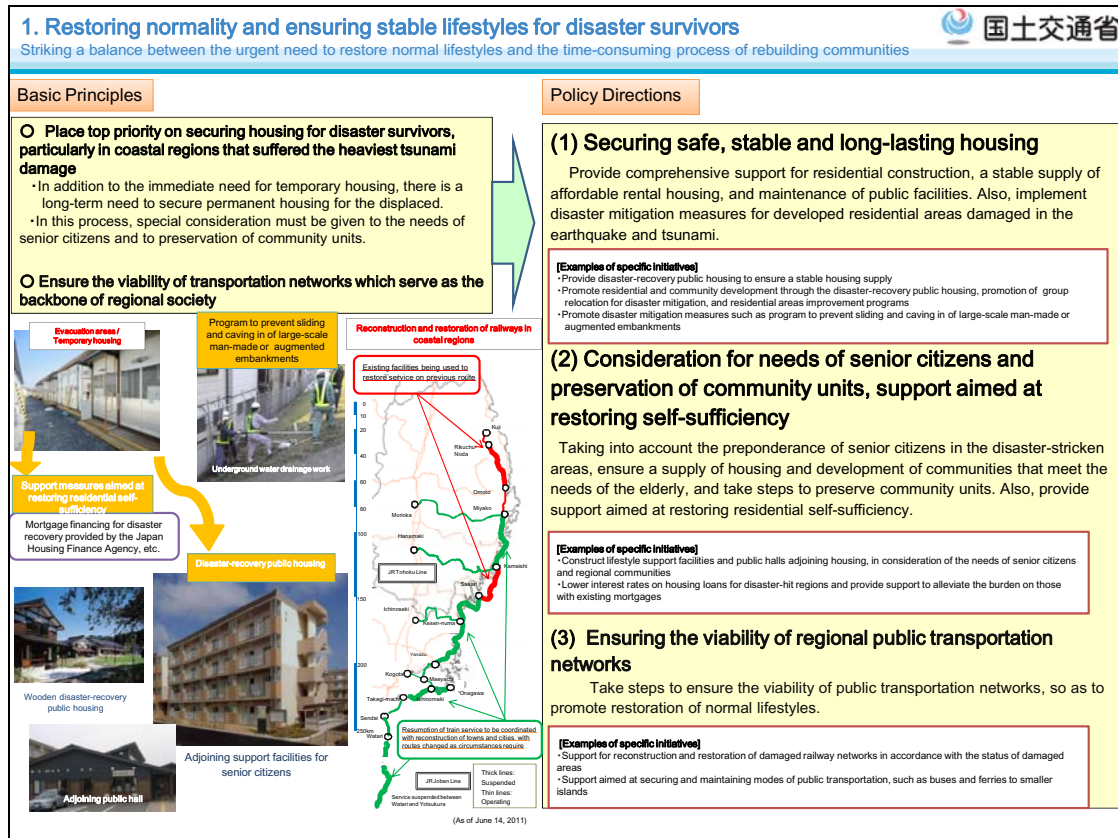 1. Restoring normality and ensuring stable lifestyles for disaster survivors
Striking a balance between the urgent need to restore normal lifestyles and the time-consuming process of rebuilding communities
国土交通省
Basic Principles
○ Place top priority on securing housing for disaster survivors,
particularly in coastal regions that suffered the heaviest tsunami
damage
・In addition to the immediate need for temporary housing, there is a
long-term need to secure permanent housing for the displaced.
・In this process, special consideration must be given to the needs of
senior citizens and to preservation of community units.
○ Ensure the viability of transportation networks which serve as the
backbone of regional society
Evacuation areas /
Temporary housing
Program to prevent sliding
and caving in of large-scale
man-made or augmented
embankments
Underground water drainage work
Support measures aimed at
restoring residential self-
sufficiency
Mortgage financing for disaster
recovery provided by the Japan
Housing Finance Agency, etc.
Disaster-recovery public housing
Wooden disaster-recovery
public housing
Adjoining public hall
Adjoining support facilities for
senior citizens
Reconstruction and restoration of railways in
coastal regions
Existing facilities being used to
restore service on previous route
0
10
20
40
60
80
100
150
200
250km
Kuji
Rikuchu
Noda
Omoto
Miyako
Morioka
Hanamaki
Kamaishi
JR Tohoku Line
Sakari
Ichinoseki
Kesen-numa
Kogota
Maeyachi
Onagawa
Takagi-machi
Ishinomaki
Sendai
Watari
Resumption of train service to be coordinated
with reconstruction of towns and cities, with
routes changed as circumstances require
JR Joban Line
Service suspended between
Watari and Yotsukura
Thick lines:
Suspended
Thin lines:
Operating
(As of June 14, 2011)
Policy Directions
(1) Securing safe, stable and long-lasting housing
Provide comprehensive support for residential construction, a stable supply of
affordable rental housing, and maintenance of public facilities. Also, implement
disaster mitigation measures for developed residential areas damaged in the
earthquake and tsunami.
[Examples of specific initiatives]
・Provide disaster-recovery public housing to ensure a stable housing supply
・Promote residential and community development through the disaster-recovery public housing, promotion of group
relocation for disaster mitigation, and residential areas improvement programs
・Promote disaster mitigation measures such as program to prevent sliding and caving in of large-scale man-made or
augmented embankments
(2) Consideration for needs of senior citizens and
preservation of community units, support aimed at
restoring self-sufficiency
Taking into account the preponderance of senior citizens in the disaster-stricken
areas, ensure a supply of housing and development of communities that meet the
needs of the elderly, and take steps to preserve community units. Also, provide
support aimed at restoring residential self-sufficiency.
[Examples of specific initiatives]
・Construct lifestyle support facilities and public halls adjoining housing, in consideration of the needs of senior citizens
and regional communities
・Lower interest rates on housing loans for disaster-hit regions and provide support to alleviate the burden on those
with existing mortgages
(3) Ensuring the viability of regional public transportation
networks
Take steps to ensure the viability of public transportation networks, so as to
promote restoration of normal lifestyles.
[Examples of specific initiatives]
・Support for reconstruction and restoration of damaged railway networks in accordance with the status of damaged
areas
・Support aimed at securing and maintaining modes of public transportation, such as buses and ferries to smaller
islands